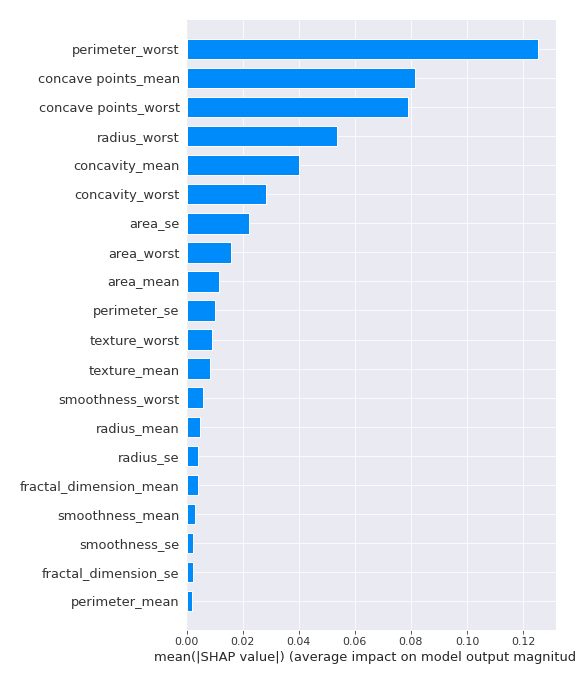 perimeter_worst
concave points_mean
concave points_worst
radius_worst
concavity_mean
concavity_worst
area_se
area_worst
area_mean
perimeter_se
texture_worst
texture_mean
smoothness_worst
radius_mean
radius_se
fractal_dimension_mean
smoothness_mean
smoothness_se
fractal_dimension_se
perimeter_mean
0.00 0.02 0.04 0.06 0.08 0.10 0.12
mean(|SHAP value|) (average impact on model output magnitud